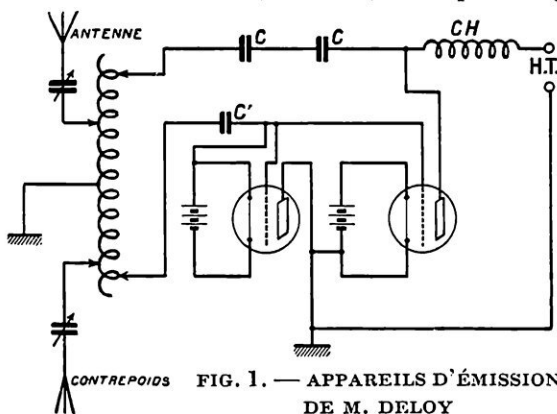 ANTENNE
C
C
CH
H.T.
C'
CONTREPOIDS
FIG. 1. — APPAREILS D'ÉMISSION
DE M. DELOY